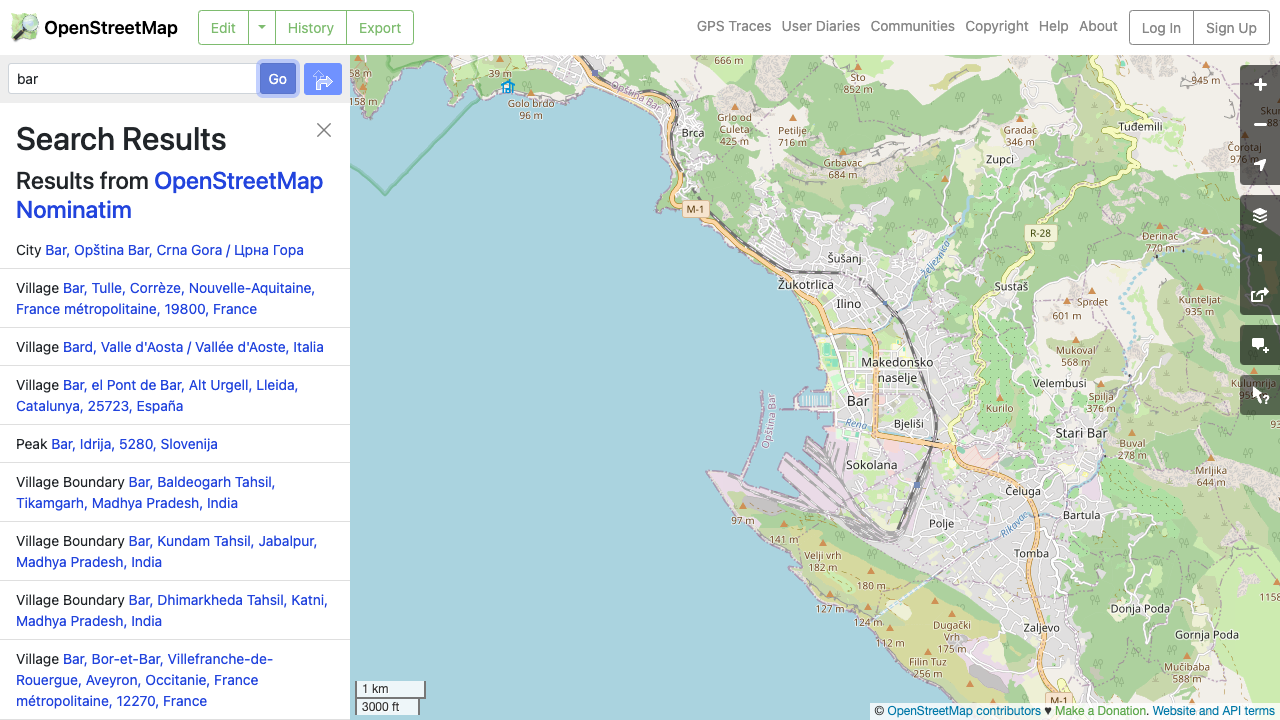 OpenStreetMap
Edit
History
Export
GPS Traces
User Diaries
Communities
Copyright
Help
About
Log In
Sign Up
bar
Go
Search Results
Results from OpenStreetMap
Nominatim
City Bar, Opština Bar, Crna Gora / Црна Гора
Village Bar, Tulle, Corrèze, Nouvelle-Aquitaine,
France métropolitaine, 19800, France
Village Bard, Valle d'Aosta / Vallée d'Aoste, Italia
Village Bar, el Pont de Bar, Alt Urgell, Lleida,
Catalunya, 25723, España
Peak Bar, Idrija, 5280, Slovenija
Village Boundary Bar, Baldeogarh Tahsil,
Tikamgarh, Madhya Pradesh, India
Village Boundary Bar, Kundam Tahsil, Jabalpur,
Madhya Pradesh, India
Village Boundary Bar, Dhimarkheda Tahsil, Katni,
Madhya Pradesh, India
Village Bar, Bor-et-Bar, Villefranche-de-
Rouergue, Aveyron, Occitanie, France
métropolitaine, 12270, France
58 m
39 m
666 m
Sto
852 m
945 m
158 m
Golo brdo
96 m
Opština Bar
Brca
Grlo od
Culeta
425 m
Petilje
716 m
Gradac
346 m
Tuđemili
Čorotaj
976 m
Grbavac
684 m
Zupci
M-1
R-28
Đerinac
770 m
Šušanj
Železnica
Žukotrlica
Ilino
Sustaš
Sprdet
601 m
Kunteljat
935 m
Mukoval
568 m
Makedonsko
naselje
Velembusi
Spilja
376 m
Kulmrija
Bar
Opština Bar
Rena
Bjeliši
Kurilo
Stari Bar
Buval
278 m
Mrljika
644 m
Sokolana
Čeluga
97 m
Polje
Rikavac
Bartula
141 m
Velji vrh
182 m
Tomba
180 m
127 m
124 m
Dugački
Vrh
175 m
112 m
Zaljevo
Donja Poda
Gornja Poda
1158
Filin Tuz
256 m
Mučibaba
588 m
M-1
1 km
3000 ft
© OpenStreetMap contributors ♥ Make a Donation. Website and API terms